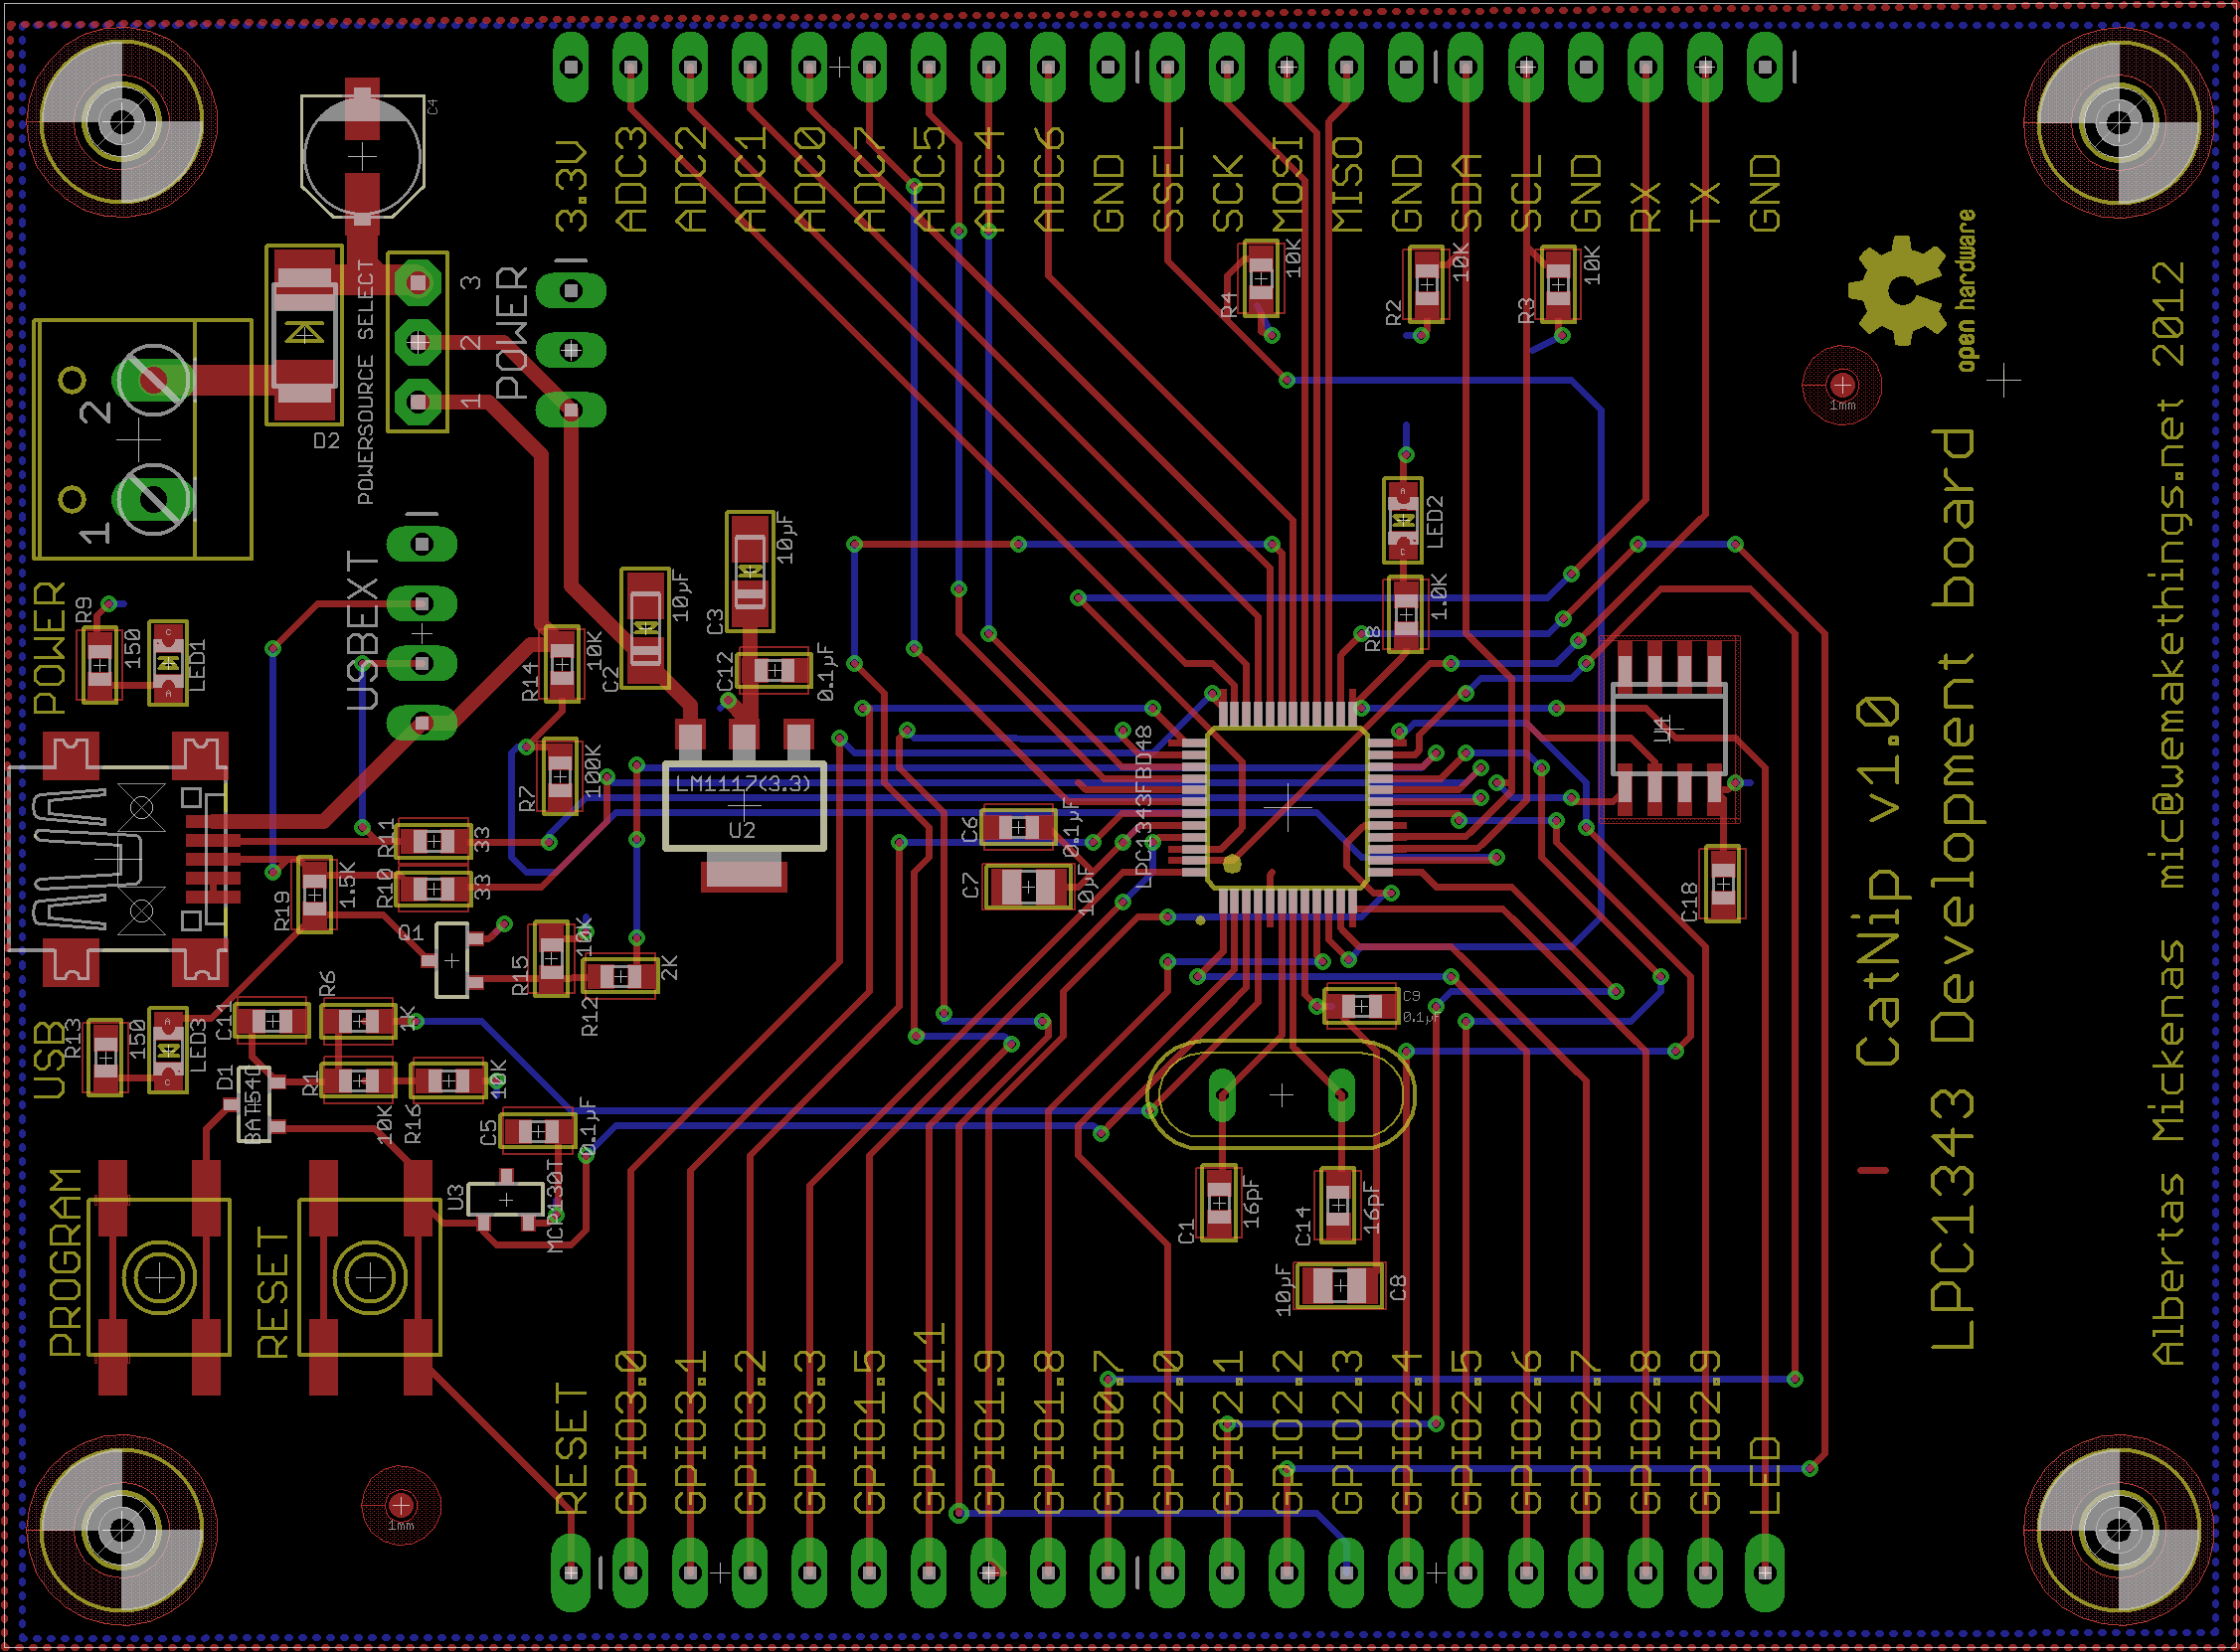 3.3V
ADC3
ADC2
ADC1
ADC0
ADC7
ADC5
ADC4
ADC6
GND
SSEL
SCK
MOSI
MISO
GND
SDA
SCL
GND
RX
TX
GND
C4
D2
POWERSOURCE SELECT
3
2
1
POWER
2
1
R4
10K
R2
10K
R3
10K
open hardware
1mm
LED2
A
C
R8
1.0K
POWER
R9
150
LED1
C
A
USBEXT
R14
10K
C2
10µF
C3
10µF
C12
0.1µF
R7
100K
LM1117(3.3)
U2
R11
33
R10
33
R19
1.5K
Q1
R15
10K
R12
2K
C6
0.1µF
C7
10µF
LPC1343FBD48
U4
C18
USB
R13
150
LED3
A
C
C11
R6
1K
D1
BAT54C
R1
10K
R16
10K
C5
0.1µF
U3
MCP130T
C9
0.1µF
C1
16pF
C14
16pF
10µF
C8
PROGRAM
RESET
1mm
RESET
GPIO3.0
GPIO3.1
GPIO3.2
GPIO3.3
GPIO1.5
GPIO2.11
GPIO1.9
GPIO1.8
GPIO0.7
GPIO2.0
GPIO2.1
GPIO2.2
GPIO2.3
GPIO2.4
GPIO2.5
GPIO2.6
GPIO2.7
GPIO2.8
GPIO2.9
LED
CatNip v1.0
LPC1343 Development board
Albertas Mickenas mic@wemakethings.net 2012